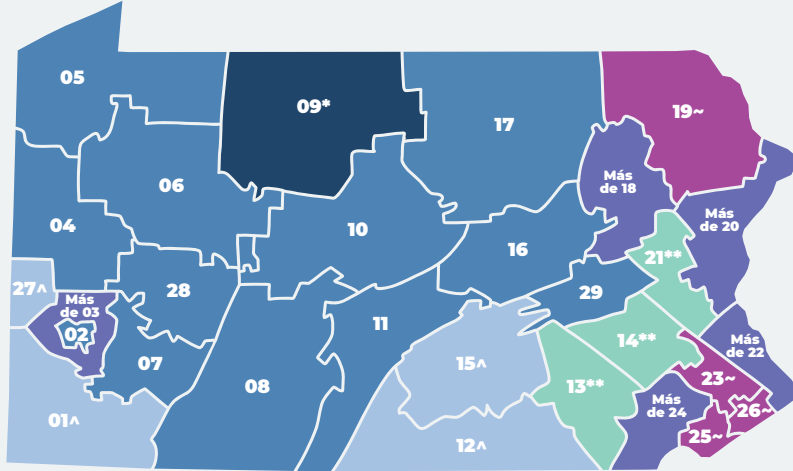 05
09*
17
19~
06
Más
de 18
04
10
Más
de 20
16
21**
27^
28
29
Más
de 03
02
11
14**
Más
de 22
07
15^
08
13**
23~
Más
de 24
26~
01^
12^
25~